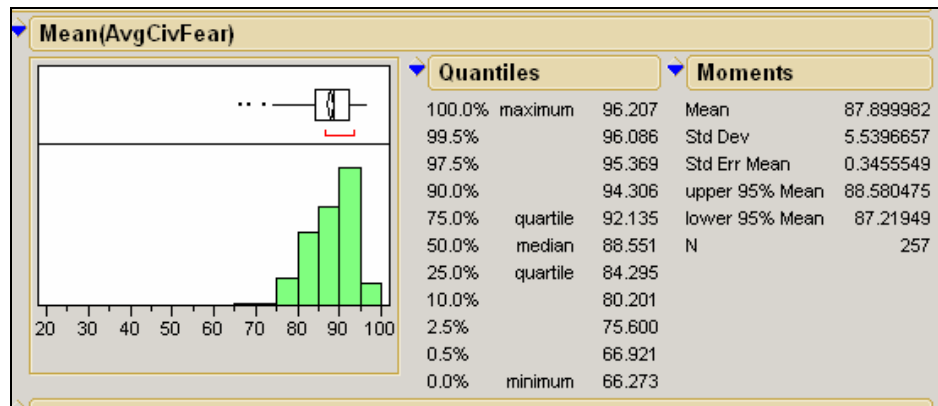 Mean(AvgCivFear)
Quantiles
100.0% maximum 96.207
99.5% 96.086
97.5% 95.369
90.0% 94.306
75.0% quartile 92.135
50.0% median 88.551
25.0% quartile 84.295
10.0% 80.201
2.5% 75.600
0.5% 66.921
0.0% minimum 66.273
Moments
Mean 87.899982
Std Dev 5.5396657
Std Err Mean 0.3455549
upper 95% Mean 88.580475
lower 95% Mean 87.21949
N 257
20 30 40 50 60 70 80 90 100